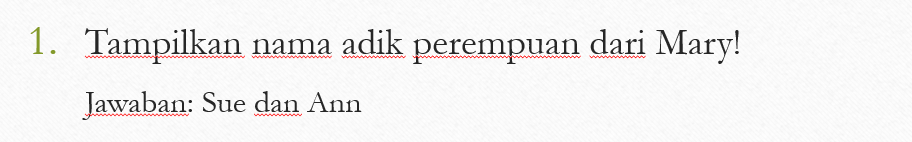 1. Tampilkan nama adik perempuan dari Mary!
Jawaban: Sue dan Ann